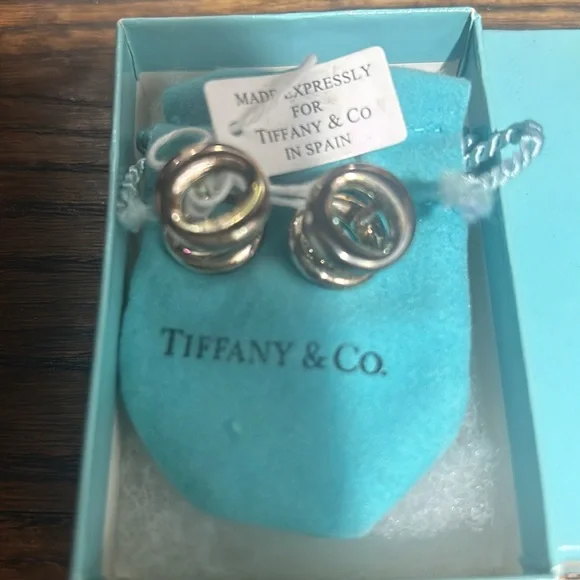 MADE EXPRESSLY
FOR
TIFFANY & CO
IN SPAIN
TIFFANY & CO.